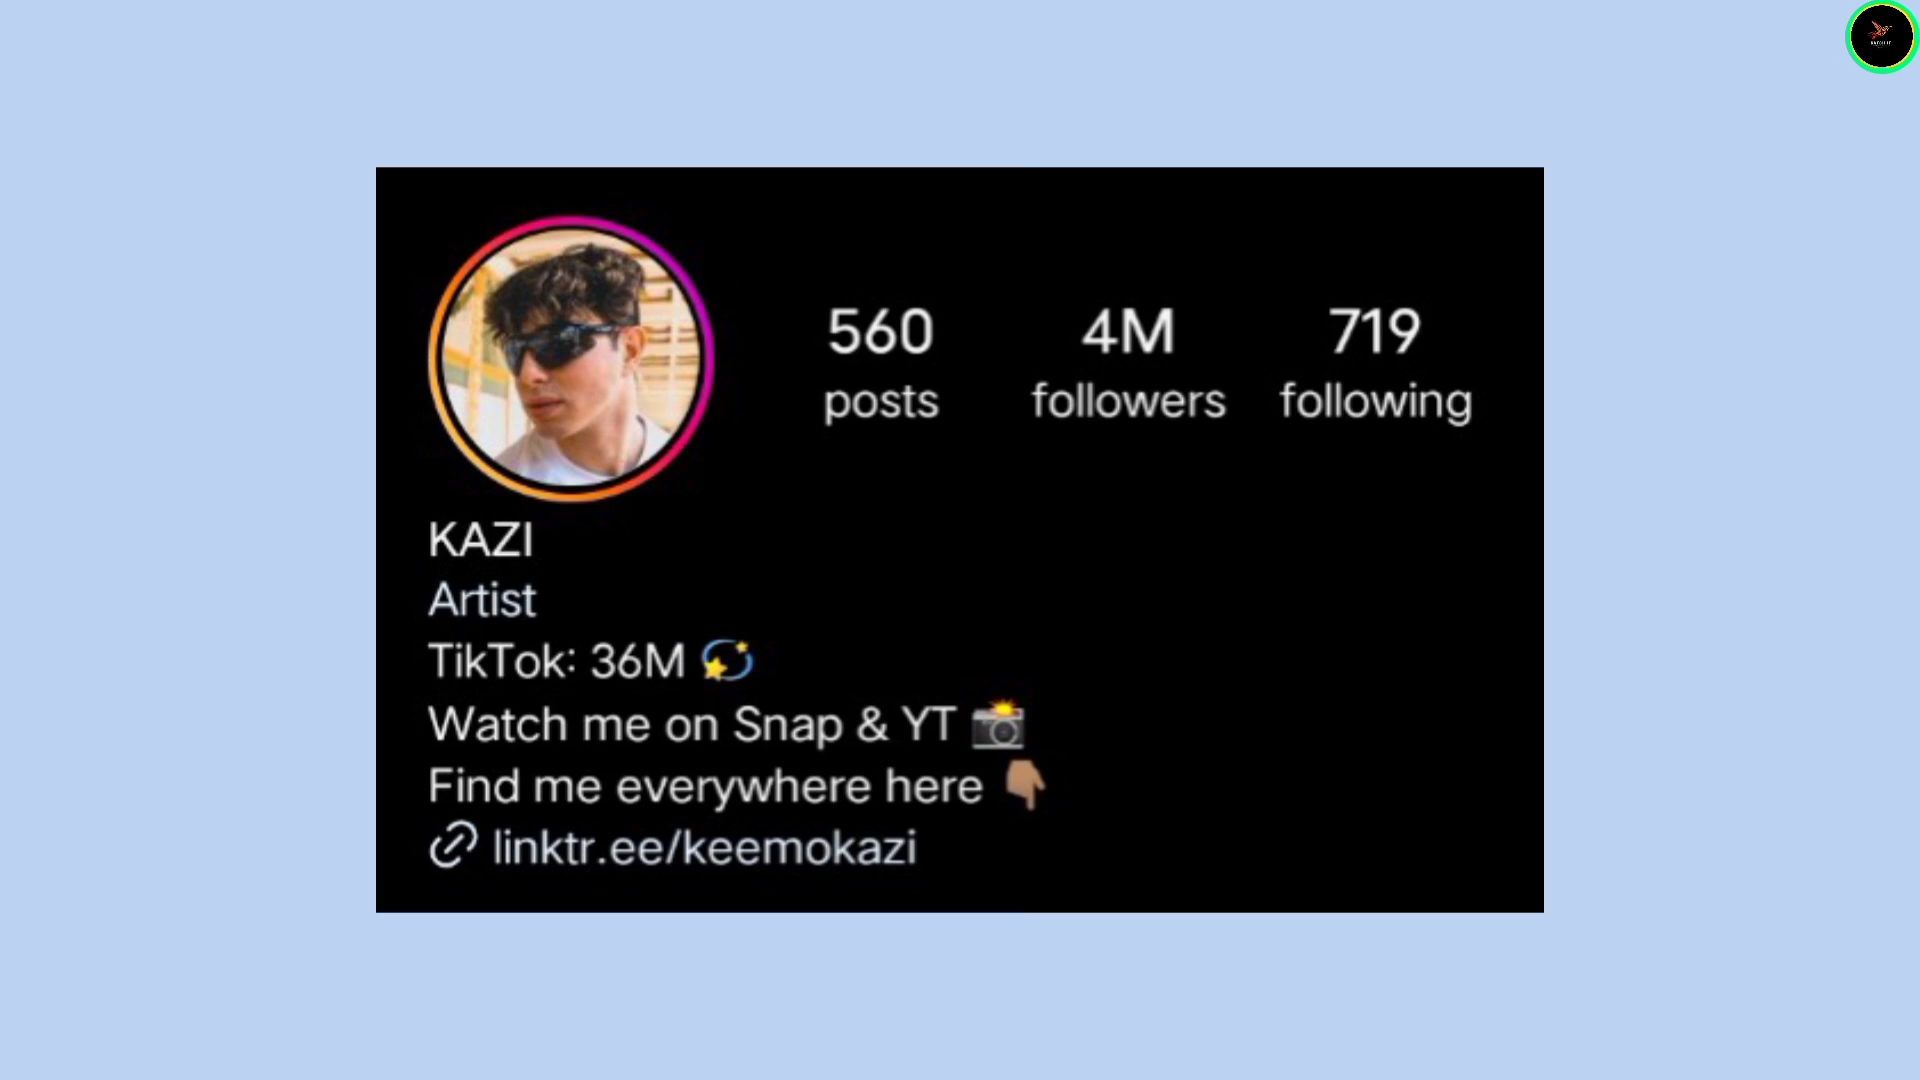 560 4M 719
posts followers following
KAZI
Artist
TikTok: 36M 💫
Watch me on Snap & YT 📸
Find me everywhere here 👇🏽
linktr.ee/keemokazi